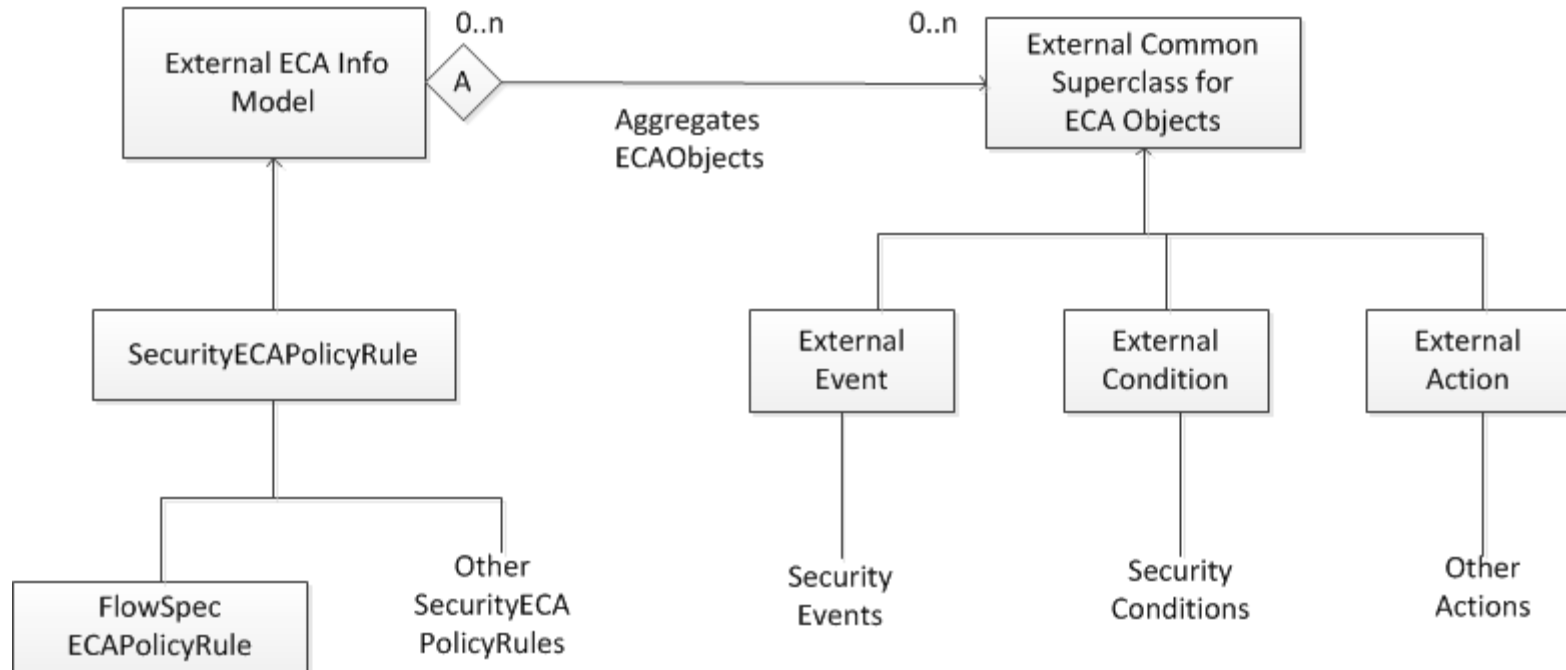 0..n
0..n
External ECA Info
Model
A
External Common
Superclass for
ECA Objects
Aggregates
ECAObjects
SecurityECAPolicyRule
External
Event
External
Condition
External
Action
FlowSpec
ECAPolicyRule
Other
SecurityECA
PolicyRules
Security
Events
Security
Conditions
Other
Actions